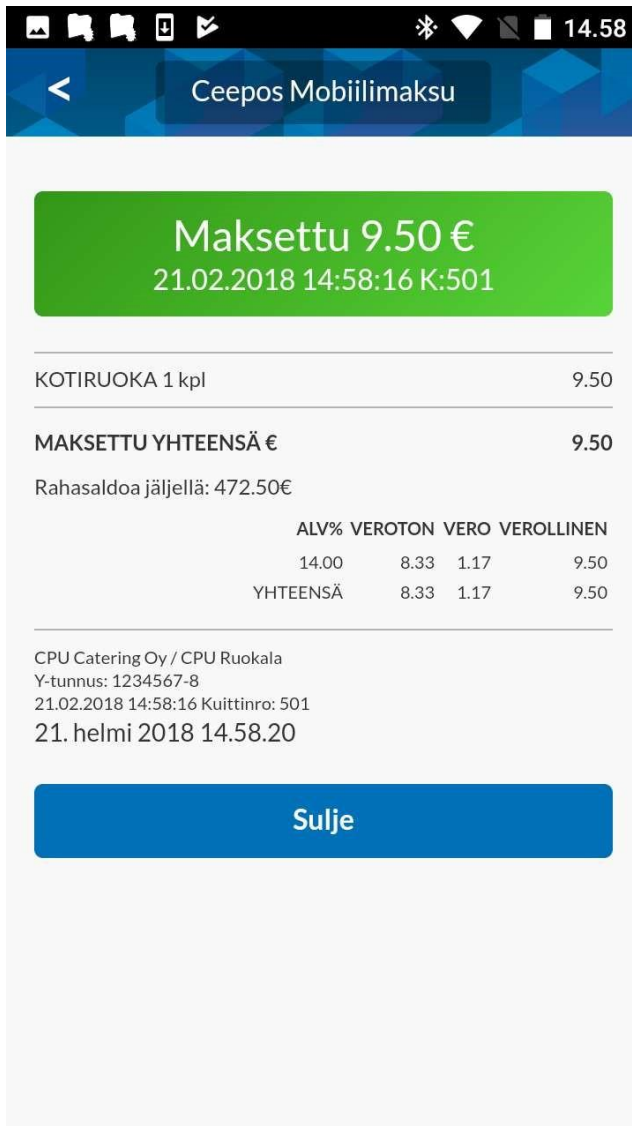 14.58
<
Ceepos Mobiilimaksu
Maksettu 9.50 €
21.02.2018 14:58:16 K:501
KOTIRUOKA 1 kpl 9.50
MAKSETTU YHTEENSÄ € 9.50
Rahasaldoa jäljellä: 472.50€
ALV% VEROTON VERO VEROLLINEN
14.00 8.33 1.17 9.50
YHTEENSÄ 8.33 1.17 9.50
CPU Catering Oy / CPU Ruokala
Y-tunnus: 1234567-8
21.02.2018 14:58:16 Kuittinro: 501
21. helmi 2018 14.58.20
Sulje